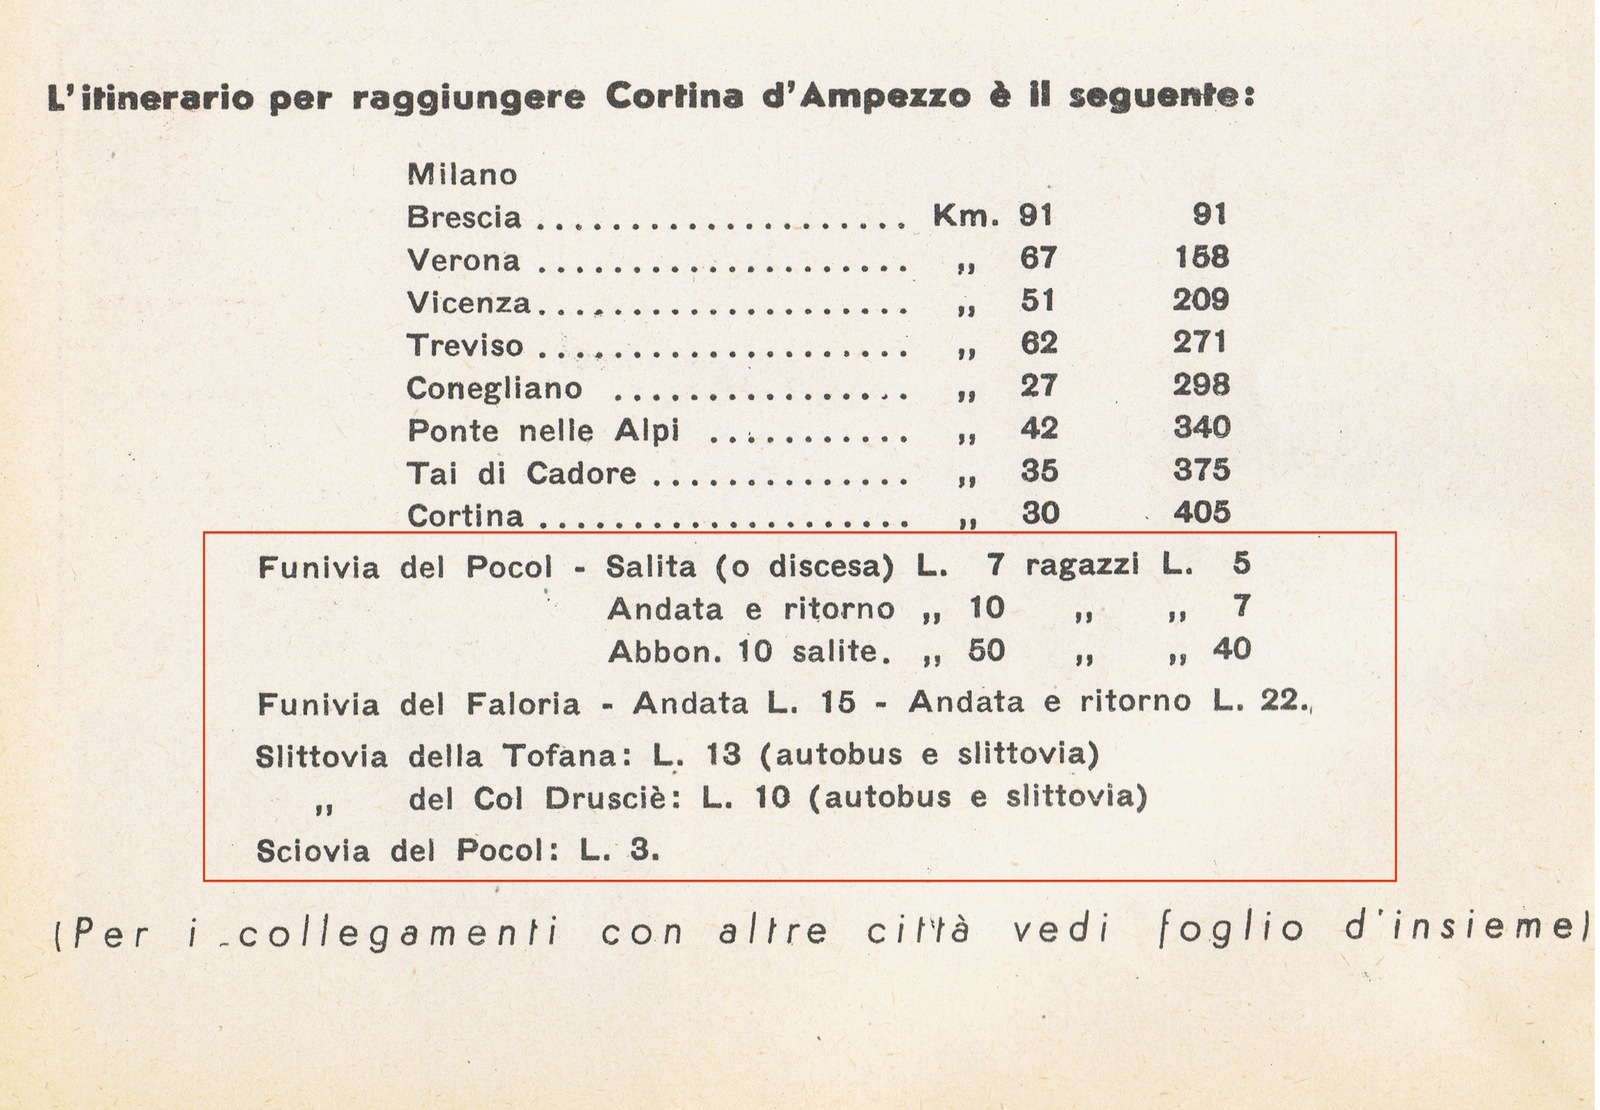 L'itinerario per raggiungere Cortina d'Ampezzo è il seguente:
Milano
Brescia .................... Km. 91 91
Verona .................... „ 67 158
Vicenza.................... „ 51 209
Treviso .................... „ 62 271
Conegliano ................ „ 27 298
Ponte nelle Alpi ........... „ 42 340
Tai di Cadore .............. „ 35 375
Cortina .................... „ 30 405
Funivia del Pocol - Salita (o discesa) L. 7 ragazzi L. 5
Andata e ritorno „ 10 „ „ 7
Abbon. 10 salite. „ 50 „ „ 40
Funivia del Faloria - Andata L. 15 - Andata e ritorno L. 22.
Slittovia della Tofana: L. 13 (autobus e slittovia)
„ del Col Drusciè: L. 10 (autobus e slittovia)
Sciovia del Pocol: L. 3.
(Per i collegamenti con altre città vedi foglio d'insieme)